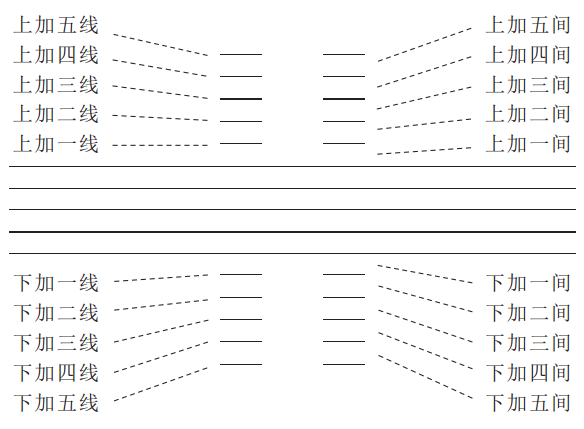 上加五线 上加五间
上加四线 上加四间
上加三线 上加三间
上加二线 上加二间
上加一线 上加一间
下加一线 下加一间
下加二线 下加二间
下加三线 下加三间
下加四线 下加四间
下加五线 下加五间